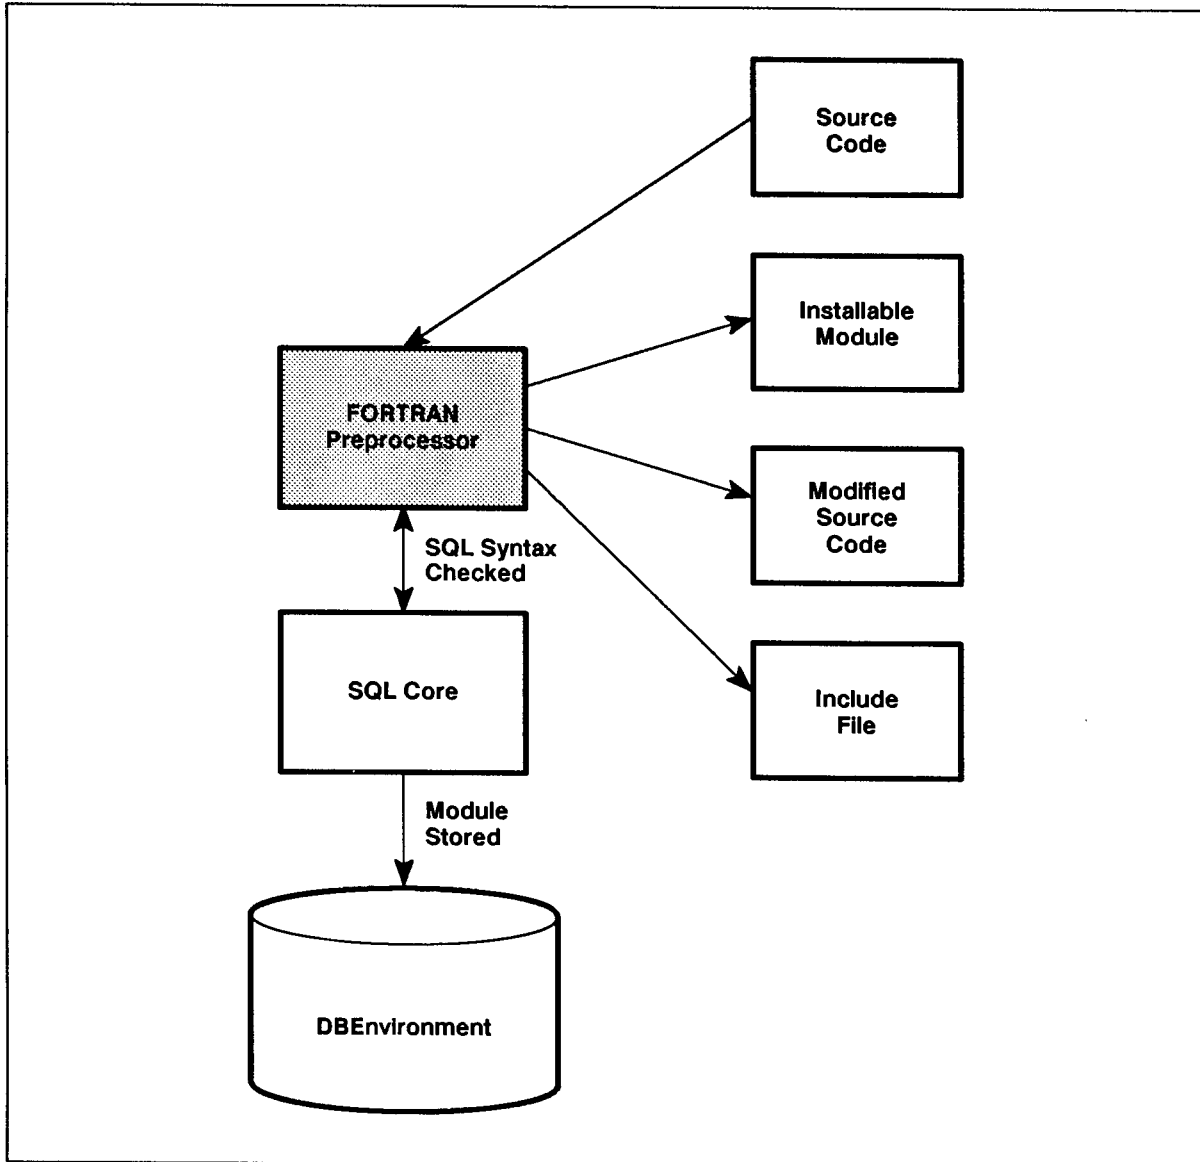 Source
Code
Installable
Module
FORTRAN
Preprocessor
Modified
Source
Code
SQL Syntax
Checked
SQL Core
Include
File
Module
Stored
DBEnvironment